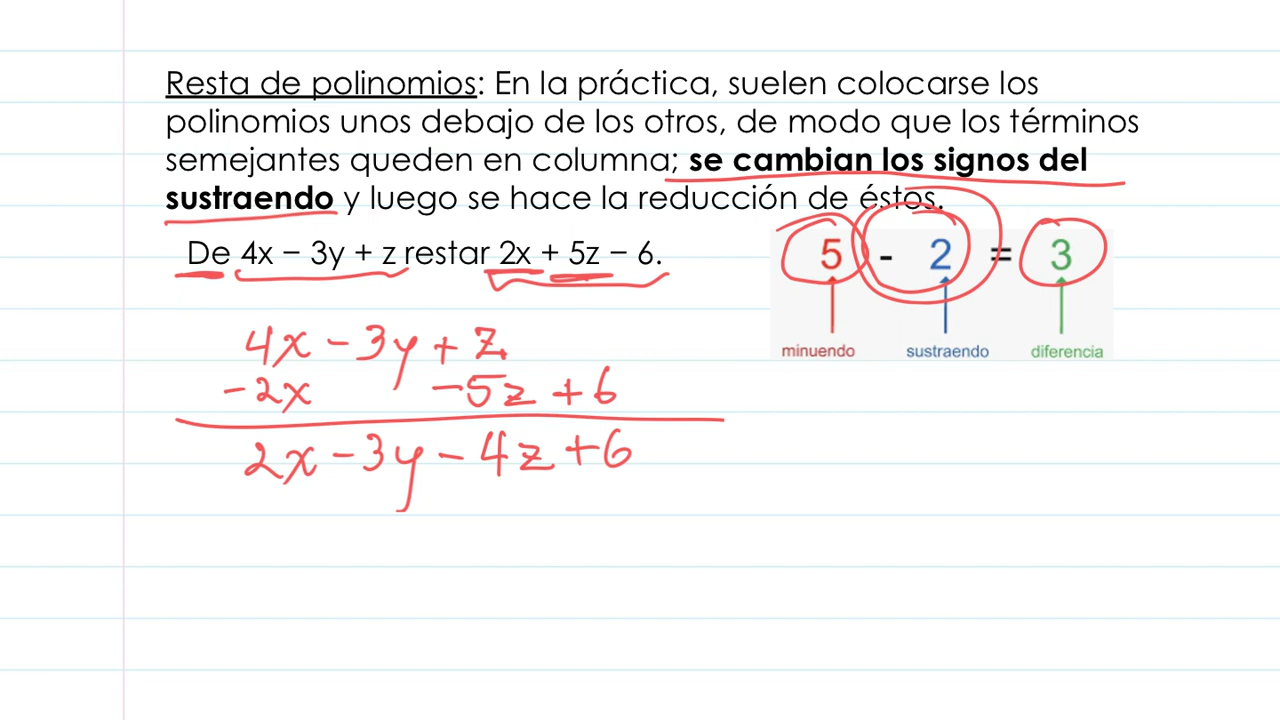 Resta de polinomios: En la práctica, suelen colocarse los
polinomios unos debajo de los otros, de modo que los términos
semejantes queden en columna; se cambian los signos del
sustraendo y luego se hace la reducción de éstos.
De 4x − 3y + z restar 2x + 5z − 6.
5 - 2 = 3
minuendo sustraendo diferencia
4x - 3y + z
-2x -5z + 6
2x - 3y - 4z + 6